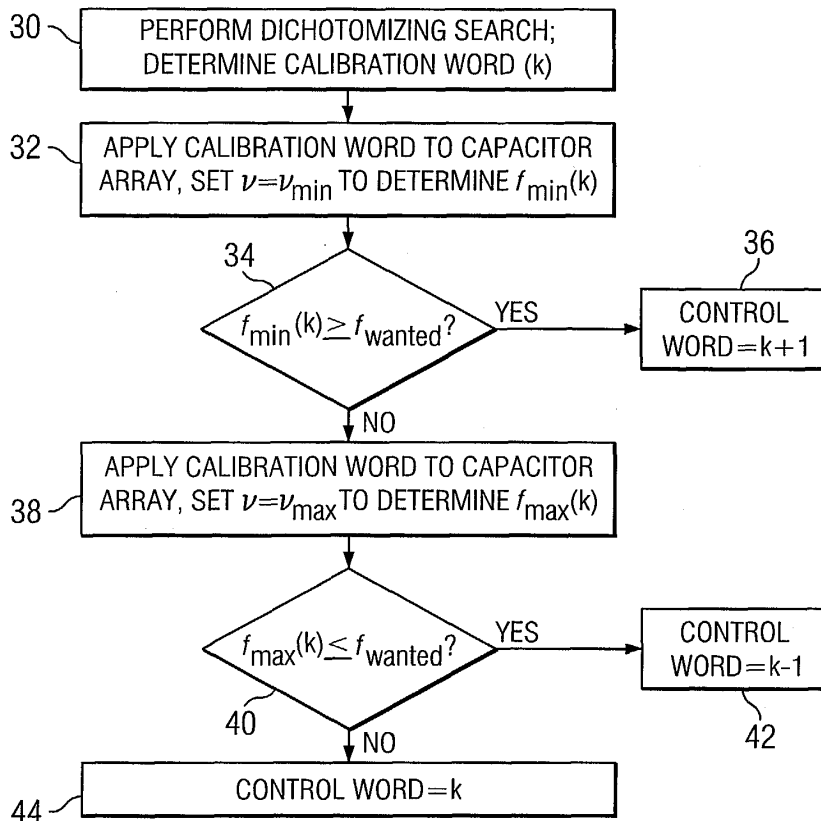 30
PERFORM DICHOTOMIZING SEARCH;
DETERMINE CALIBRATION WORD (k)
32
APPLY CALIBRATION WORD TO CAPACITOR
ARRAY, SET ν=νmin TO DETERMINE fmin(k)
34
fmin(k) ≥ fwanted?
YES
36
CONTROL
WORD=k+1
NO
38
APPLY CALIBRATION WORD TO CAPACITOR
ARRAY, SET ν=νmax TO DETERMINE fmax(k)
fmax(k) ≤ fwanted?
40
YES
CONTROL
WORD=k-1
42
NO
44
CONTROL WORD=k